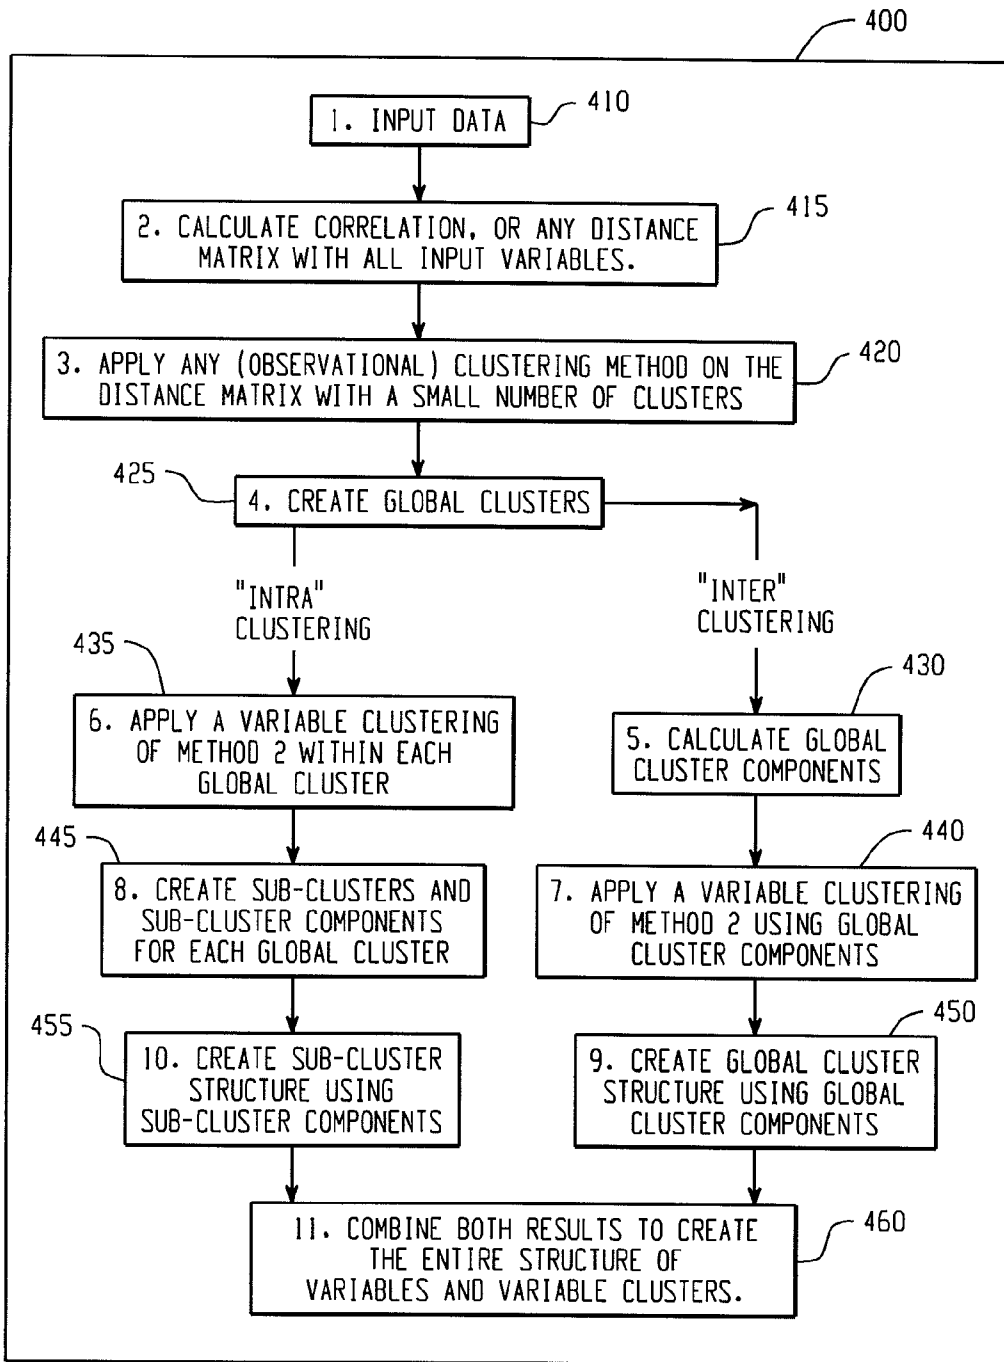 400
1. INPUT DATA
410
2. CALCULATE CORRELATION, OR ANY DISTANCE
MATRIX WITH ALL INPUT VARIABLES.
415
3. APPLY ANY (OBSERVATIONAL) CLUSTERING METHOD ON THE
DISTANCE MATRIX WITH A SMALL NUMBER OF CLUSTERS
420
425
4. CREATE GLOBAL CLUSTERS
"INTRA"
CLUSTERING
"INTER"
CLUSTERING
435
6. APPLY A VARIABLE CLUSTERING
OF METHOD 2 WITHIN EACH
GLOBAL CLUSTER
430
5. CALCULATE GLOBAL
CLUSTER COMPONENTS
445
8. CREATE SUB-CLUSTERS AND
SUB-CLUSTER COMPONENTS
FOR EACH GLOBAL CLUSTER
440
7. APPLY A VARIABLE CLUSTERING
OF METHOD 2 USING GLOBAL
CLUSTER COMPONENTS
455
10. CREATE SUB-CLUSTER
STRUCTURE USING
SUB-CLUSTER COMPONENTS
450
9. CREATE GLOBAL CLUSTER
STRUCTURE USING GLOBAL
CLUSTER COMPONENTS
11. COMBINE BOTH RESULTS TO CREATE
THE ENTIRE STRUCTURE OF
VARIABLES AND VARIABLE CLUSTERS.
460